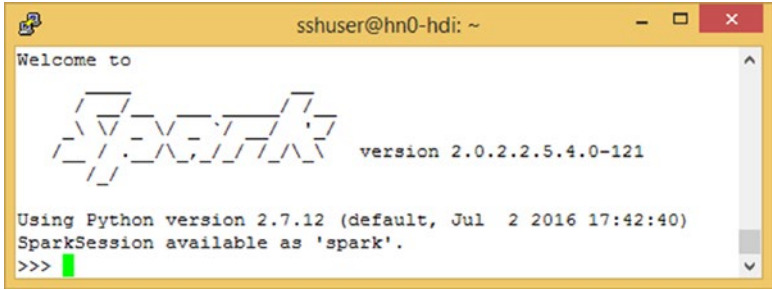 sshuser@hn0-hdi: ~
Welcome to
Spark version 2.0.2.2.5.4.0-121
Using Python version 2.7.12 (default, Jul 2 2016 17:42:40)
SparkSession available as 'spark'.
>>>